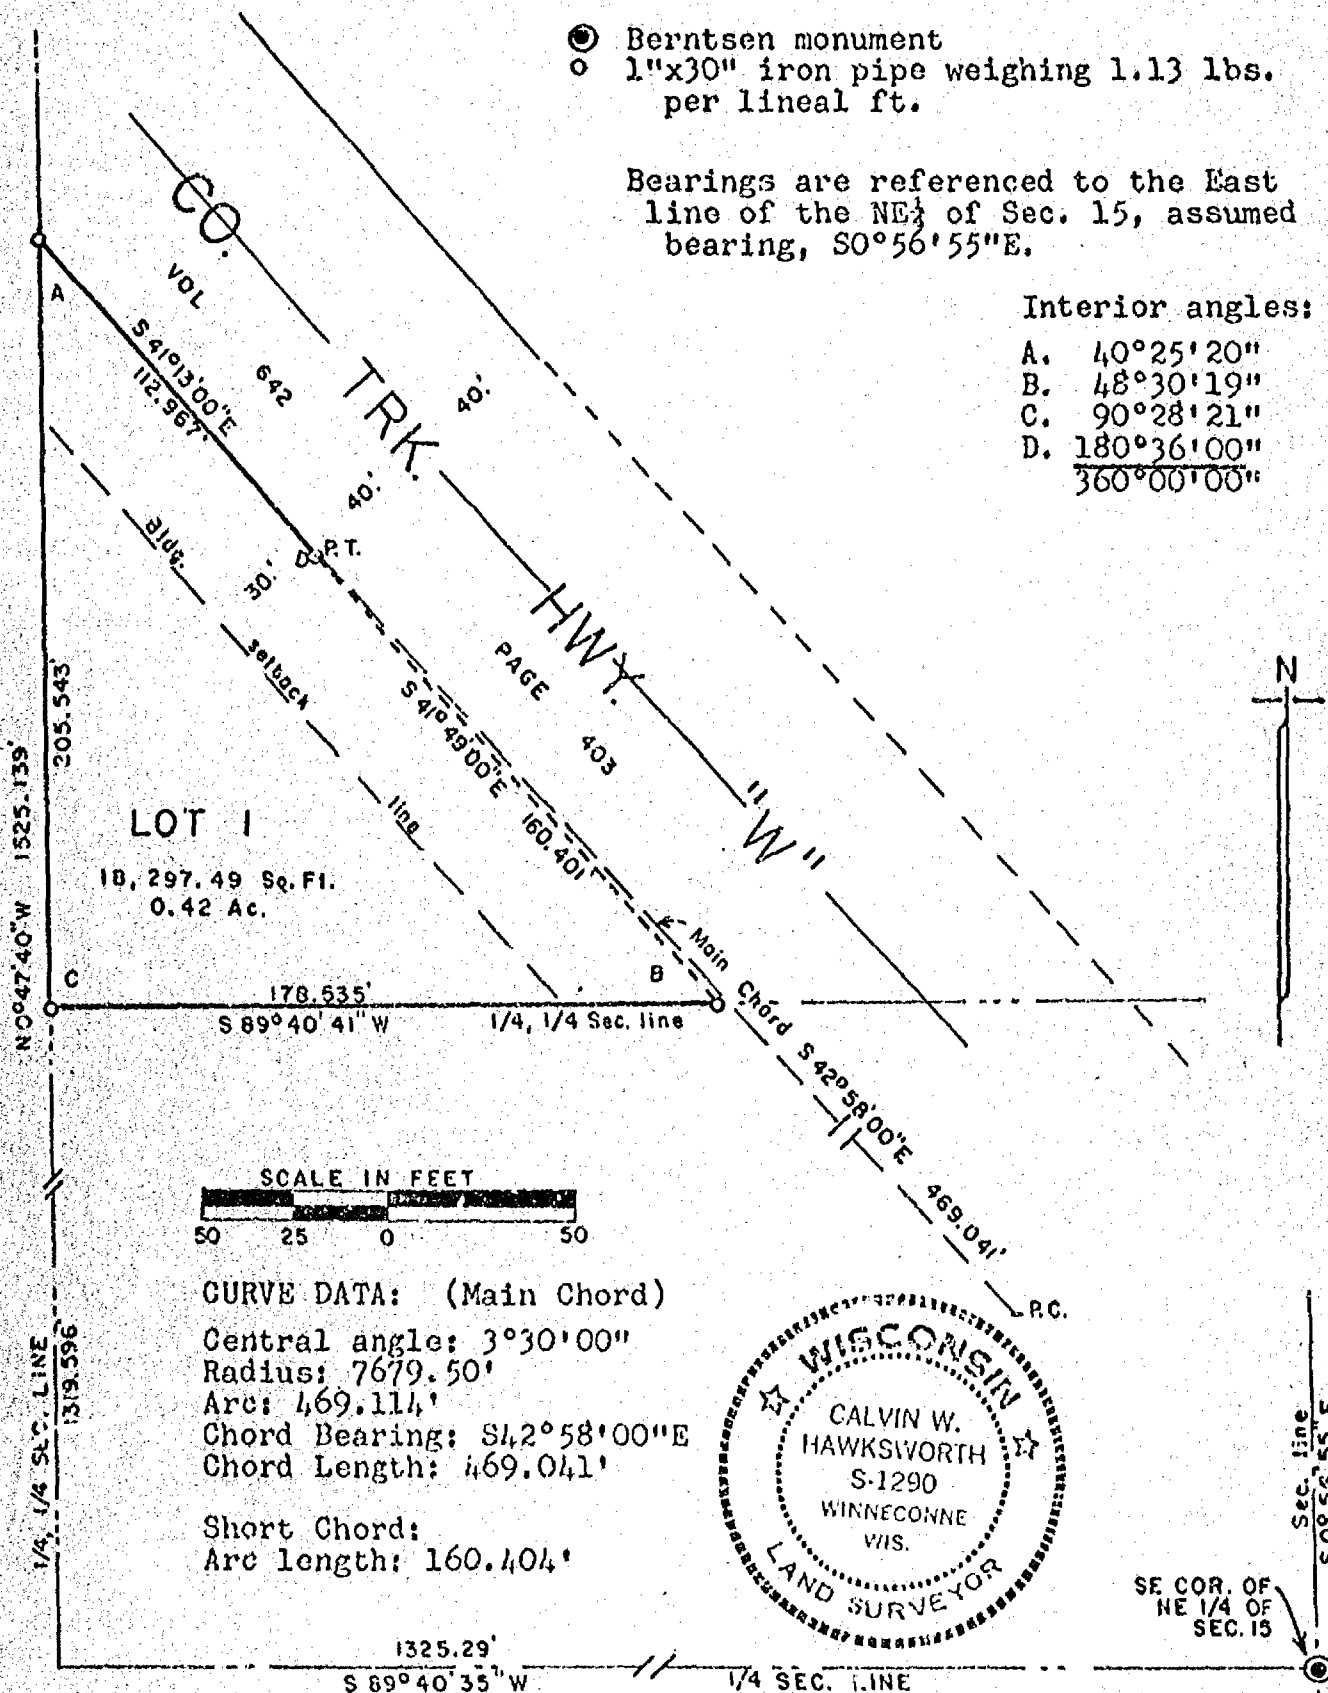 Berntsen monument
1"x30" iron pipe weighing 1.13 lbs.
per lineal ft.
Bearings are referenced to the East
line of the NE¼ of Sec. 15, assumed
bearing, S0°56'55"E.
Interior angles:
A. 40°25'20"
B. 48°30'19"
C. 90°28'21"
D. 180°36'00"
360°00'00"
CO. TRK. HWY. "W"
VOL 642
PAGE 403
A
S 41°13'00"E
112.967'
40.'
40.'
D P.T.
30.'
Bldg. setback line
S 41°49'00"E
160.401'
N
205.543'
N0°47'40"W 1525.139'
LOT 1
18,297.49 Sq.Ft.
0.42 Ac.
C
B
Main Chord S 42°58'00"E 469.041'
178.535'
S 89°40'41"W 1/4, 1/4 Sec. line
SCALE IN FEET
50 25 0 50
P.C.
CURVE DATA: (Main Chord)
Central angle: 3°30'00"
Radius: 7679.50'
Arc: 469.114'
Chord Bearing: S42°58'00"E
Chord Length: 469.041'
Short Chord:
Arc length: 160.404'
1/4, 1/4 SEC. LINE
1319.596'
WISCONSIN
CALVIN W.
HAWKSWORTH
S-1290
WINNECONNE
WIS.
LAND SURVEYOR
Sec. line
S 0°56'55"E
SE COR. OF
NE 1/4 OF
SEC. 15
1325.29'
S 89°40'35"W 1/4 SEC. LINE